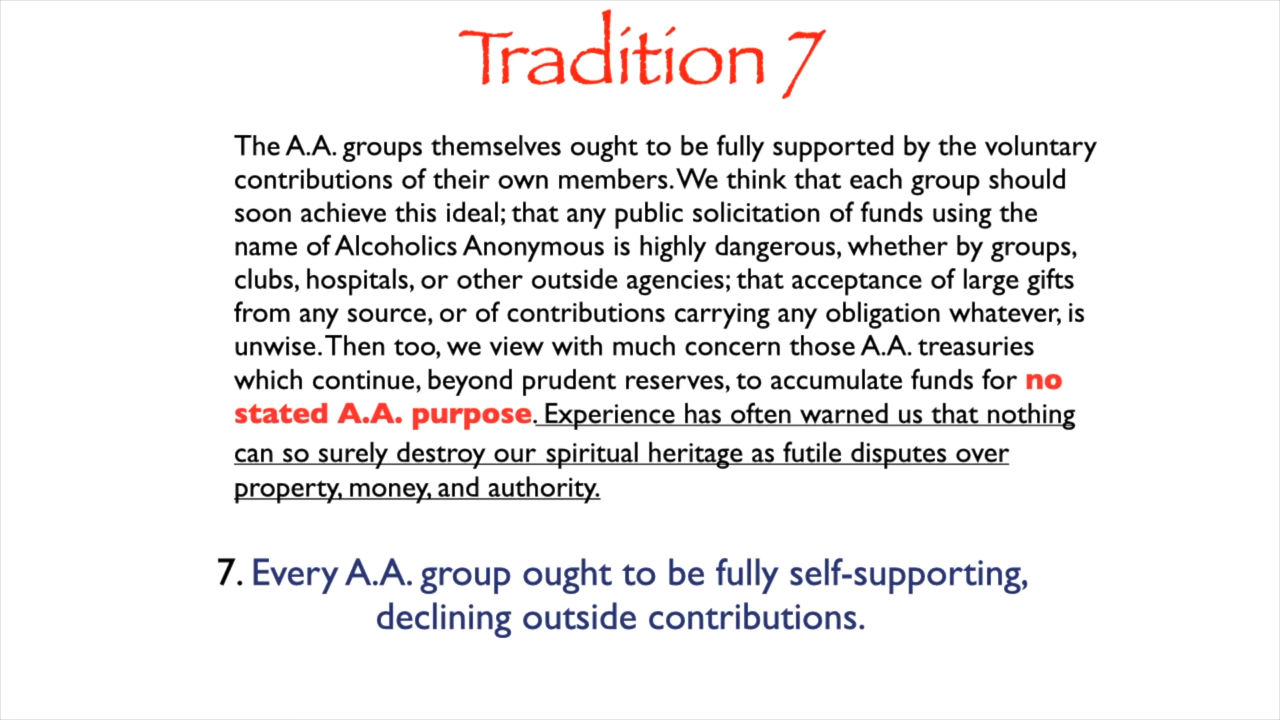 Tradition 7
The A.A. groups themselves ought to be fully supported by the voluntary
contributions of their own members. We think that each group should
soon achieve this ideal; that any public solicitation of funds using the
name of Alcoholics Anonymous is highly dangerous, whether by groups,
clubs, hospitals, or other outside agencies; that acceptance of large gifts
from any source, or of contributions carrying any obligation whatever, is
unwise. Then too, we view with much concern those A.A. treasuries
which continue, beyond prudent reserves, to accumulate funds for no
stated A.A. purpose. Experience has often warned us that nothing
can so surely destroy our spiritual heritage as futile disputes over
property, money, and authority.
7. Every A.A. group ought to be fully self-supporting,
declining outside contributions.